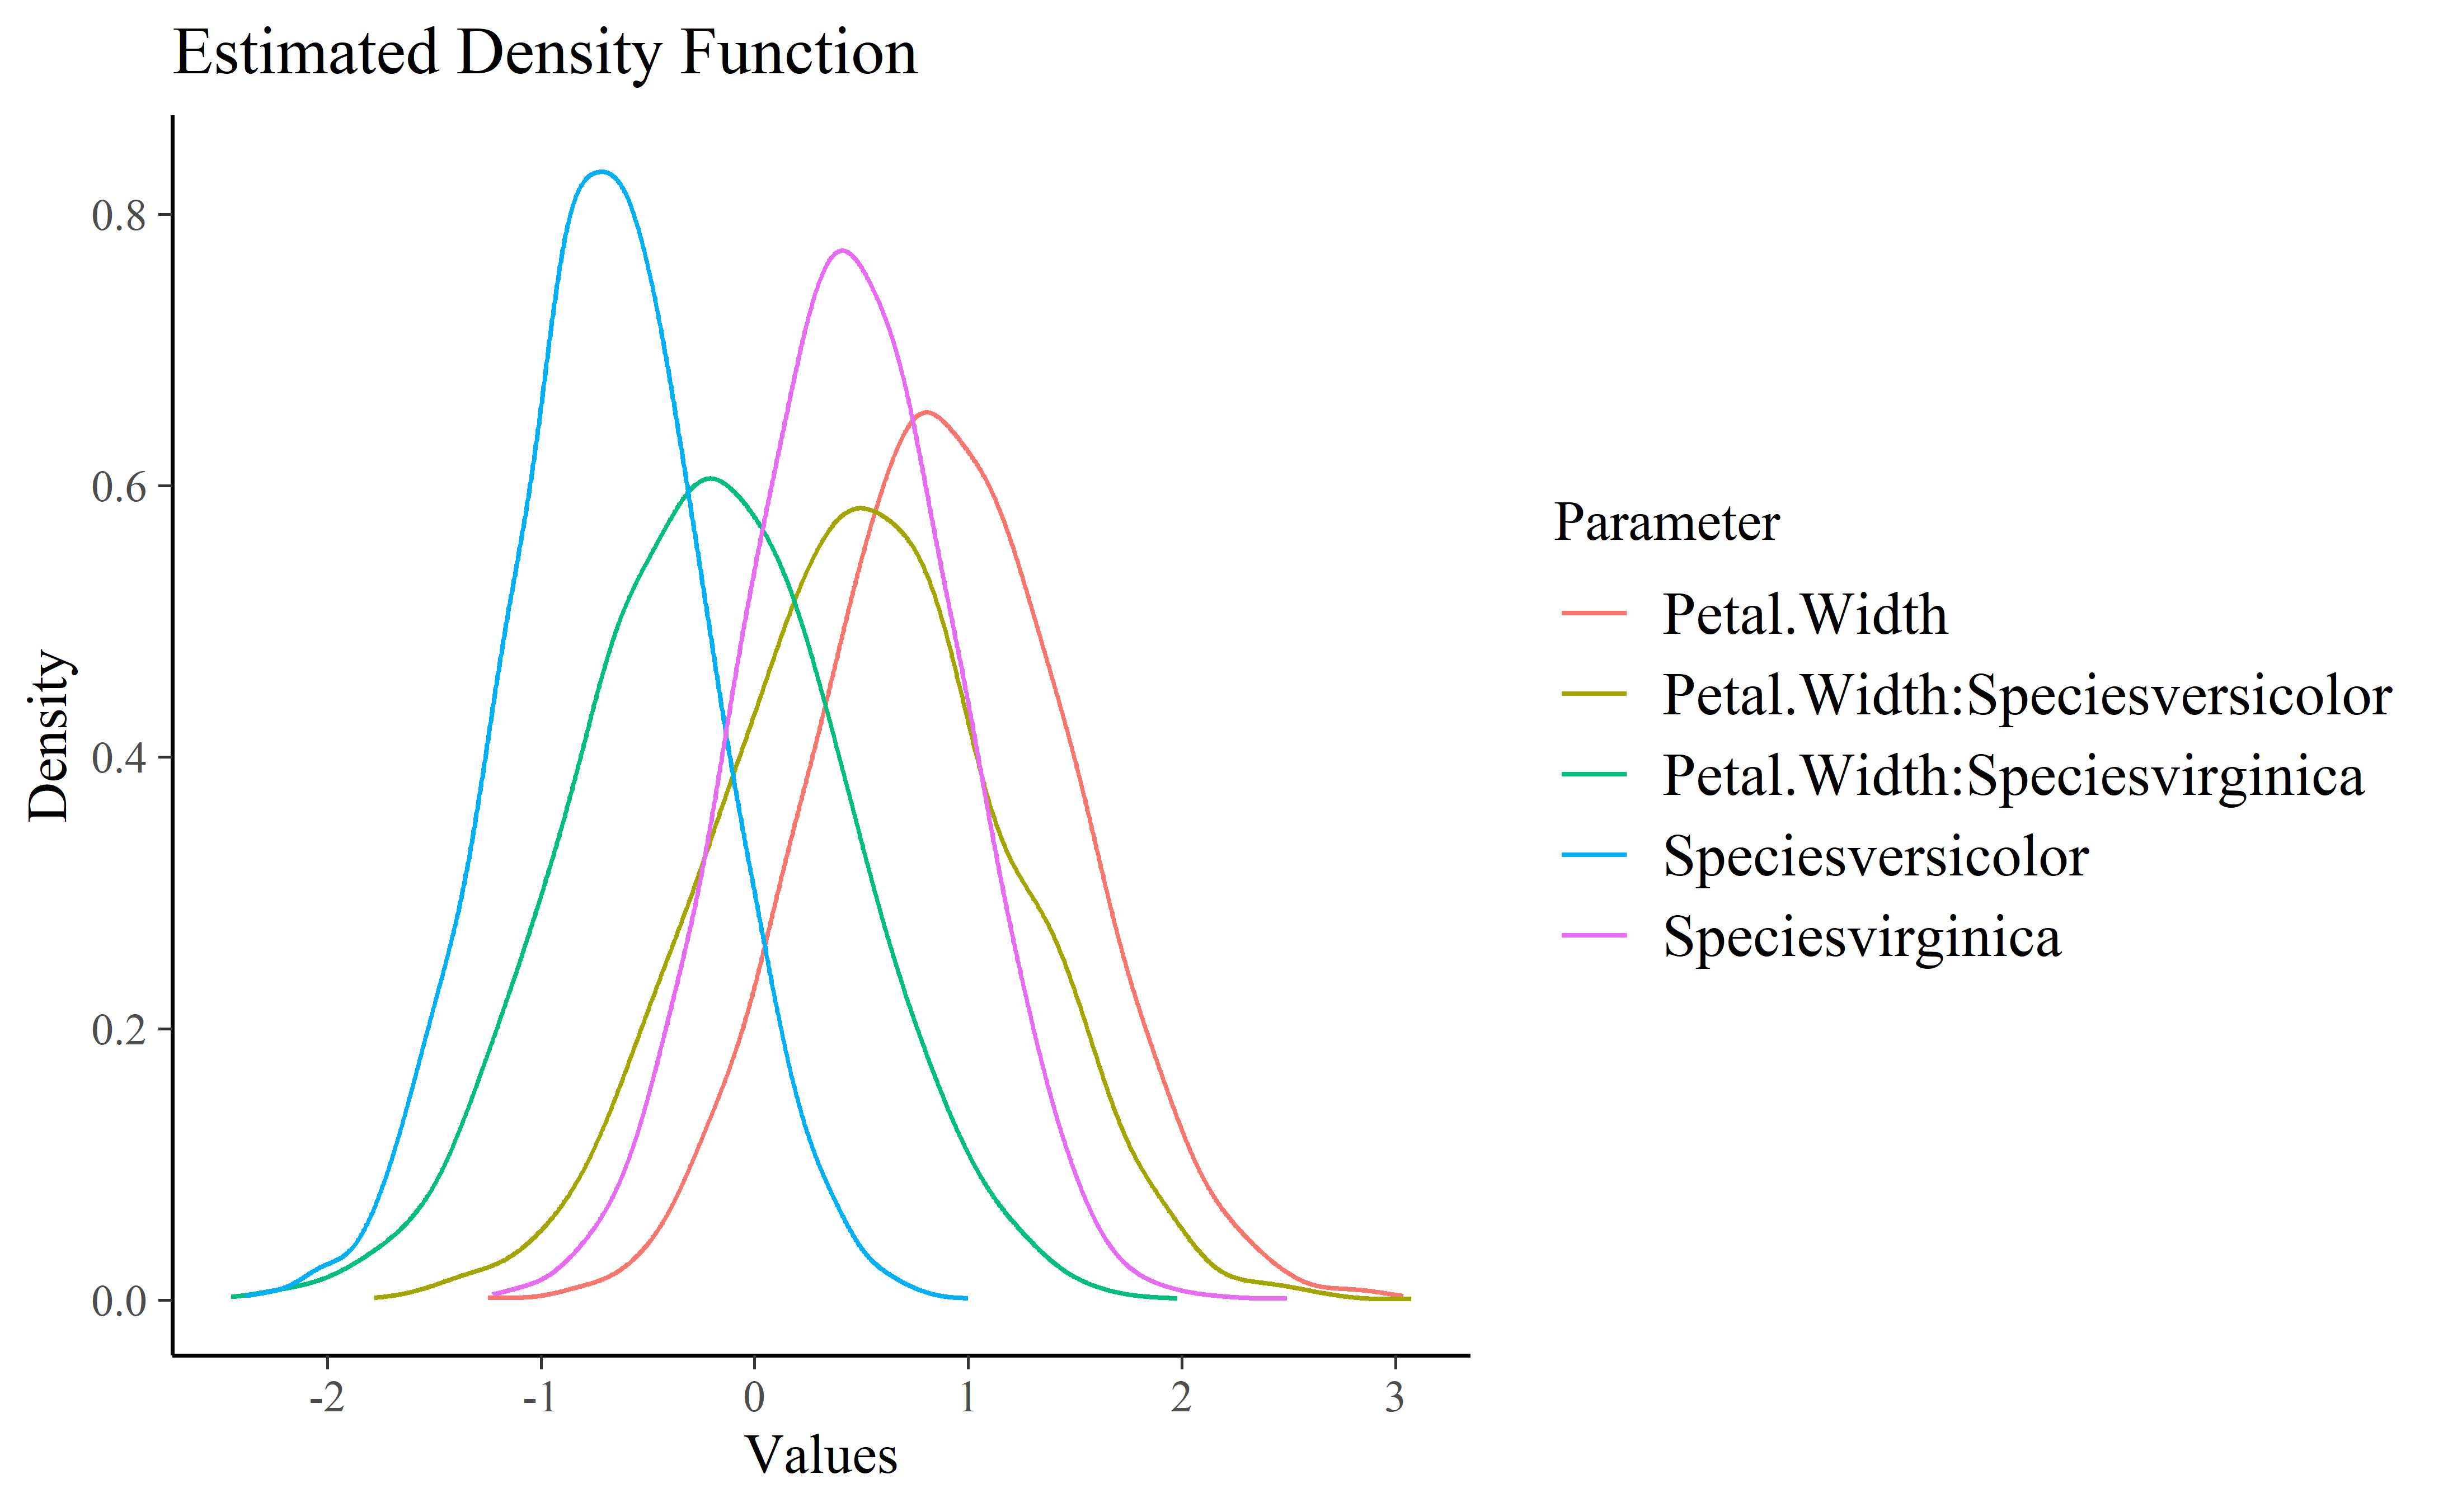 Estimated Density Function
0.8
0.6
0.4
0.2
0.0
Density
-2 -1 0 1 2 3
Values
Parameter
Petal.Width
Petal.Width:Speciesversicolor
Petal.Width:Speciesvirginica
Speciesversicolor
Speciesvirginica